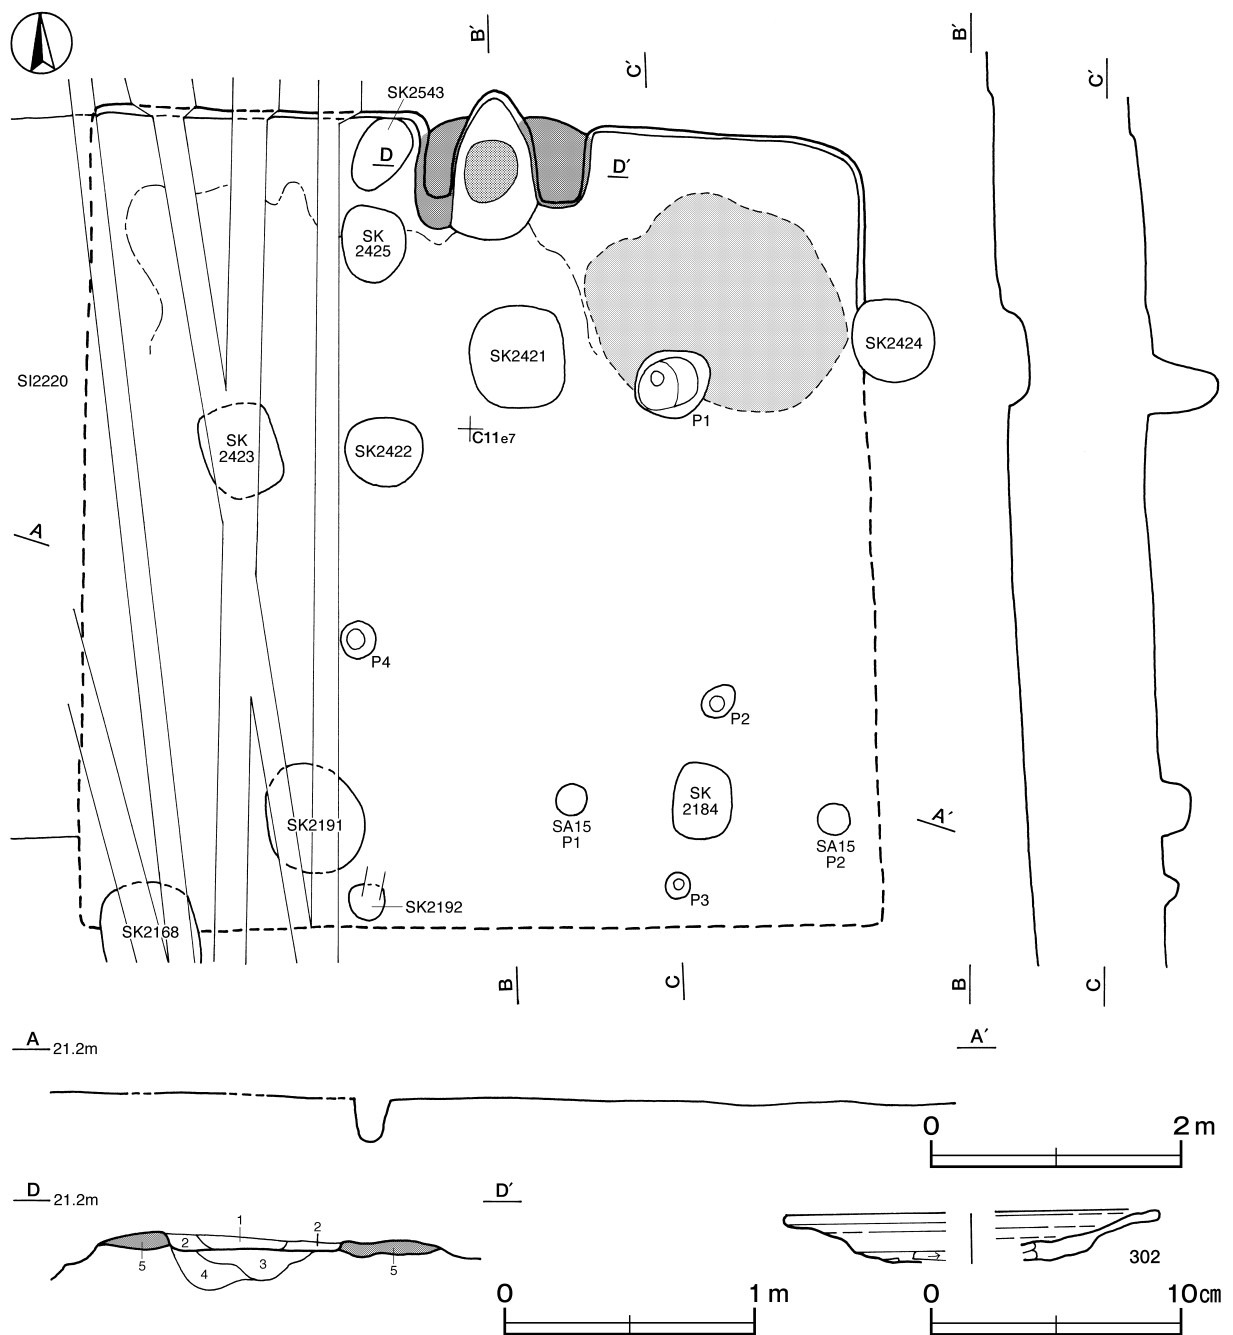 B′
B′
C′
C′
SK2543
D
D′
SK
2425
SK2421
SK2424
SI2220
P1
SK
2423
SK2422
C11e7
A
P4
P2
SK
2184
SK2191
SA15
P1
A′
SA15
P2
P3
SK2192
SK2168
B
C
B
C
A 21.2m
A′
0 2m
D 21.2m
D′
1
2
2
3
4
5
5
302
0 1m
0 10cm